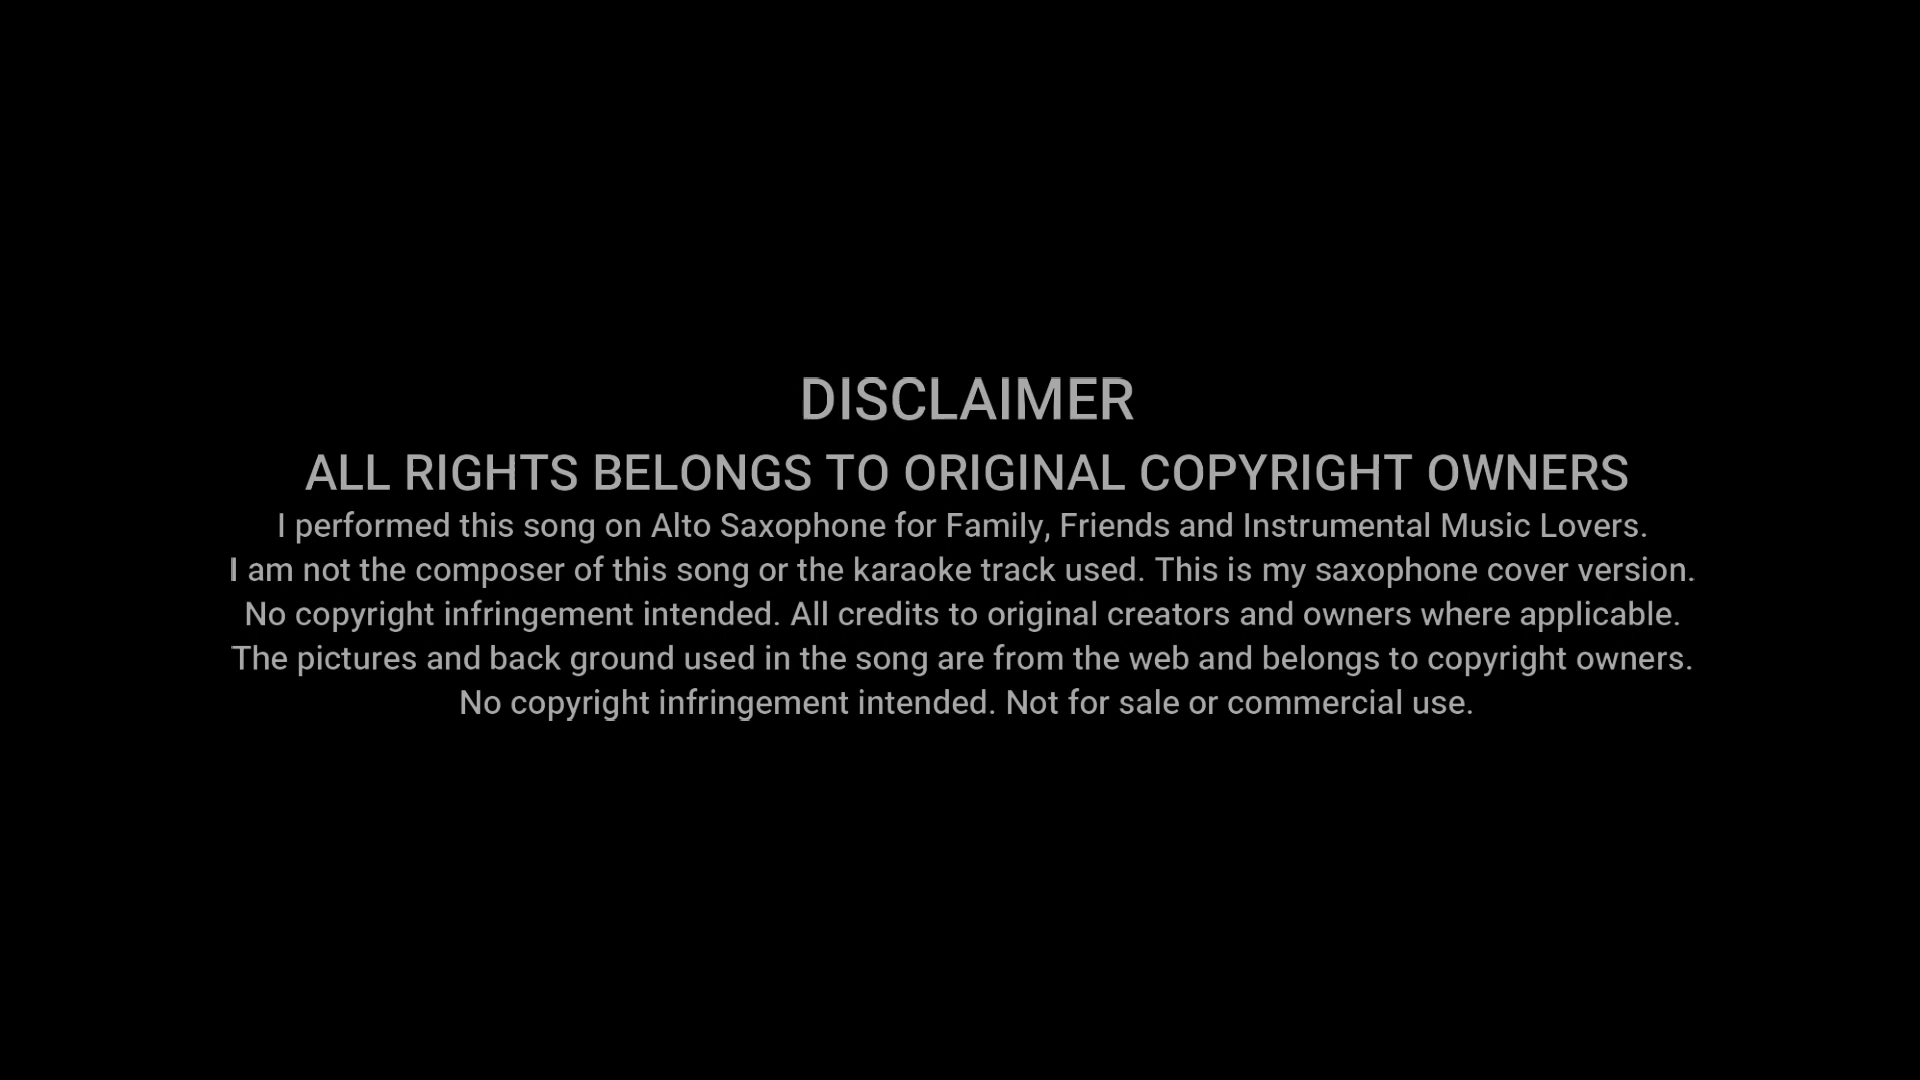 DISCLAIMER
ALL RIGHTS BELONGS TO ORIGINAL COPYRIGHT OWNERS
I performed this song on Alto Saxophone for Family, Friends and Instrumental Music Lovers.
I am not the composer of this song or the karaoke track used. This is my saxophone cover version.
No copyright infringement intended. All credits to original creators and owners where applicable.
The pictures and back ground used in the song are from the web and belongs to copyright owners.
No copyright infringement intended. Not for sale or commercial use.